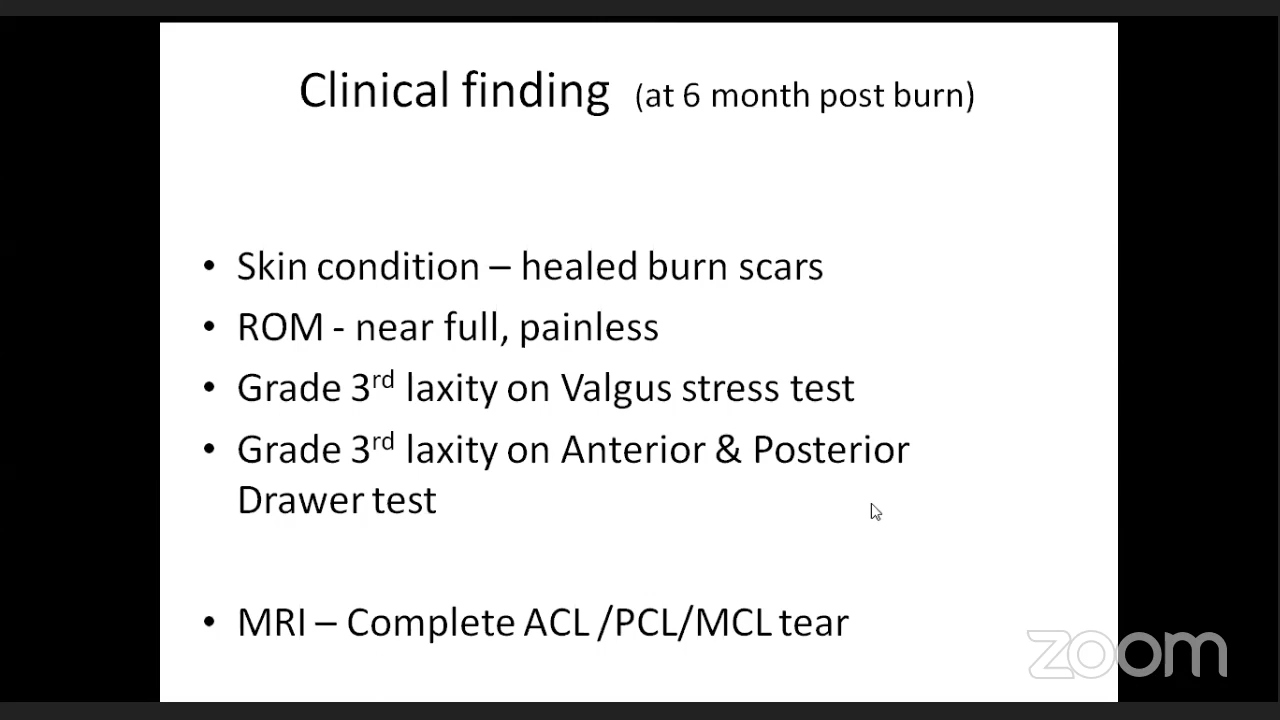 Clinical finding (at 6 month post burn)
• Skin condition – healed burn scars
• ROM - near full, painless
• Grade 3rd laxity on Valgus stress test
• Grade 3rd laxity on Anterior & Posterior
Drawer test
• MRI – Complete ACL /PCL/MCL tear
zoom